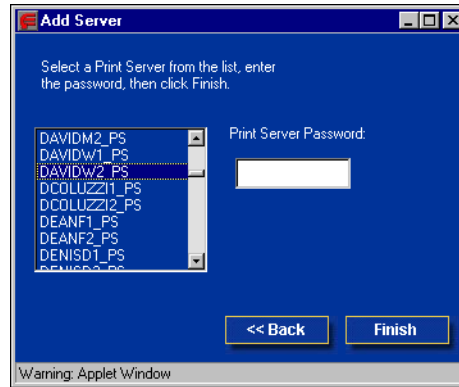 Add Server
Select a Print Server from the list, enter
the password, then click Finish.
Print Server Password:
DAVIDM2_PS
DAVIDW1_PS
DAVIDW2_PS
DCOLUZZI1_PS
DCOLUZZI2_PS
DEANF1_PS
DEANF2_PS
DENISD1_PS
<< Back
Finish
Warning: Applet Window